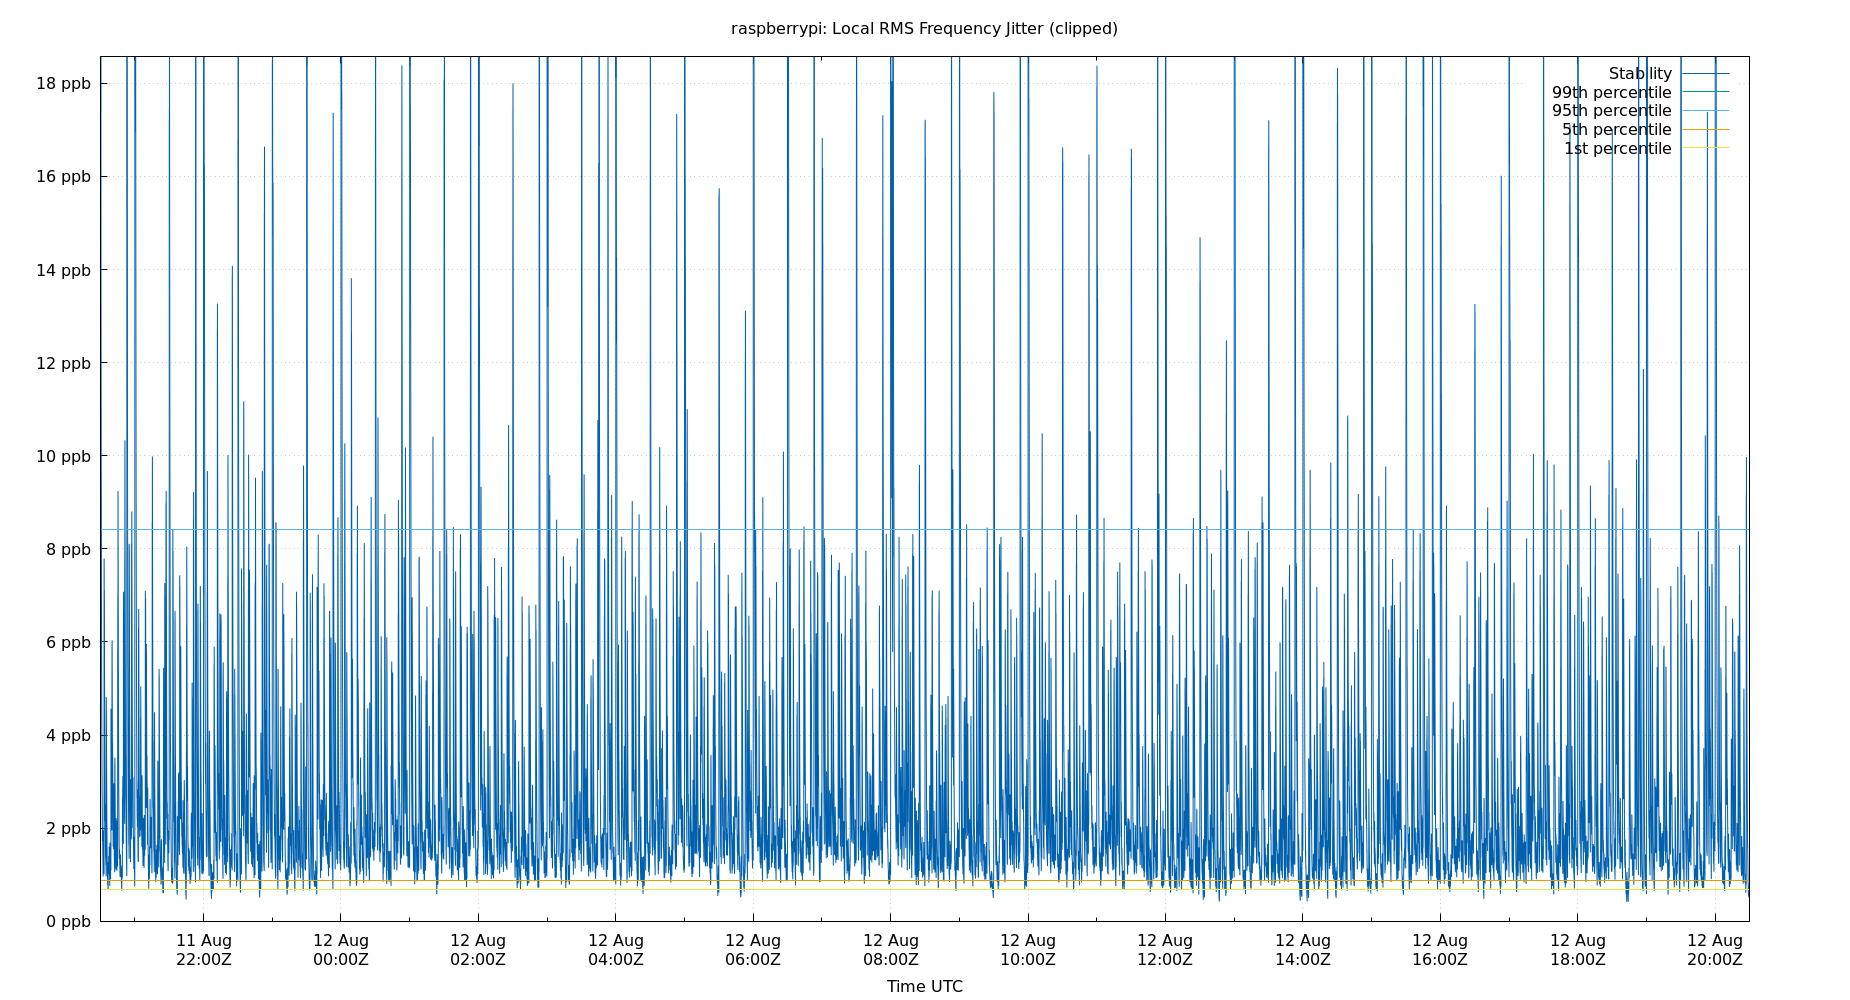 raspberrypi: Local RMS Frequency Jitter (clipped)
18 ppb
16 ppb
14 ppb
12 ppb
10 ppb
8 ppb
6 ppb
4 ppb
2 ppb
0 ppb
Stability
99th percentile
95th percentile
5th percentile
1st percentile
11 Aug
22:00Z
12 Aug
00:00Z
12 Aug
02:00Z
12 Aug
04:00Z
12 Aug
06:00Z
12 Aug
08:00Z
12 Aug
10:00Z
12 Aug
12:00Z
12 Aug
14:00Z
12 Aug
16:00Z
12 Aug
18:00Z
12 Aug
20:00Z
Time UTC